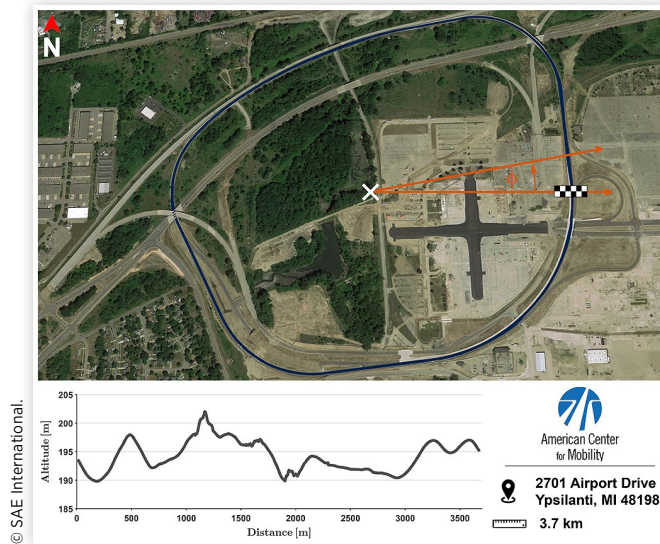 N
θ
© SAE International.
205
200
195
190
185
Altitude [m]
0
500
1000
1500
2000
2500
3000
3500
Distance [m]
American Center
for Mobility
2701 Airport Drive
Ypsilanti, MI 48198
3.7 km